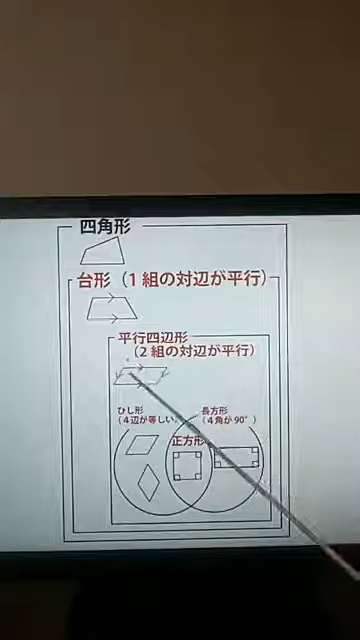 四角形
台形（1組の対辺が平行）
平行四辺形
（2組の対辺が平行）
ひし形
（4辺が等しい）
長方形
（4角が90°）
正方形